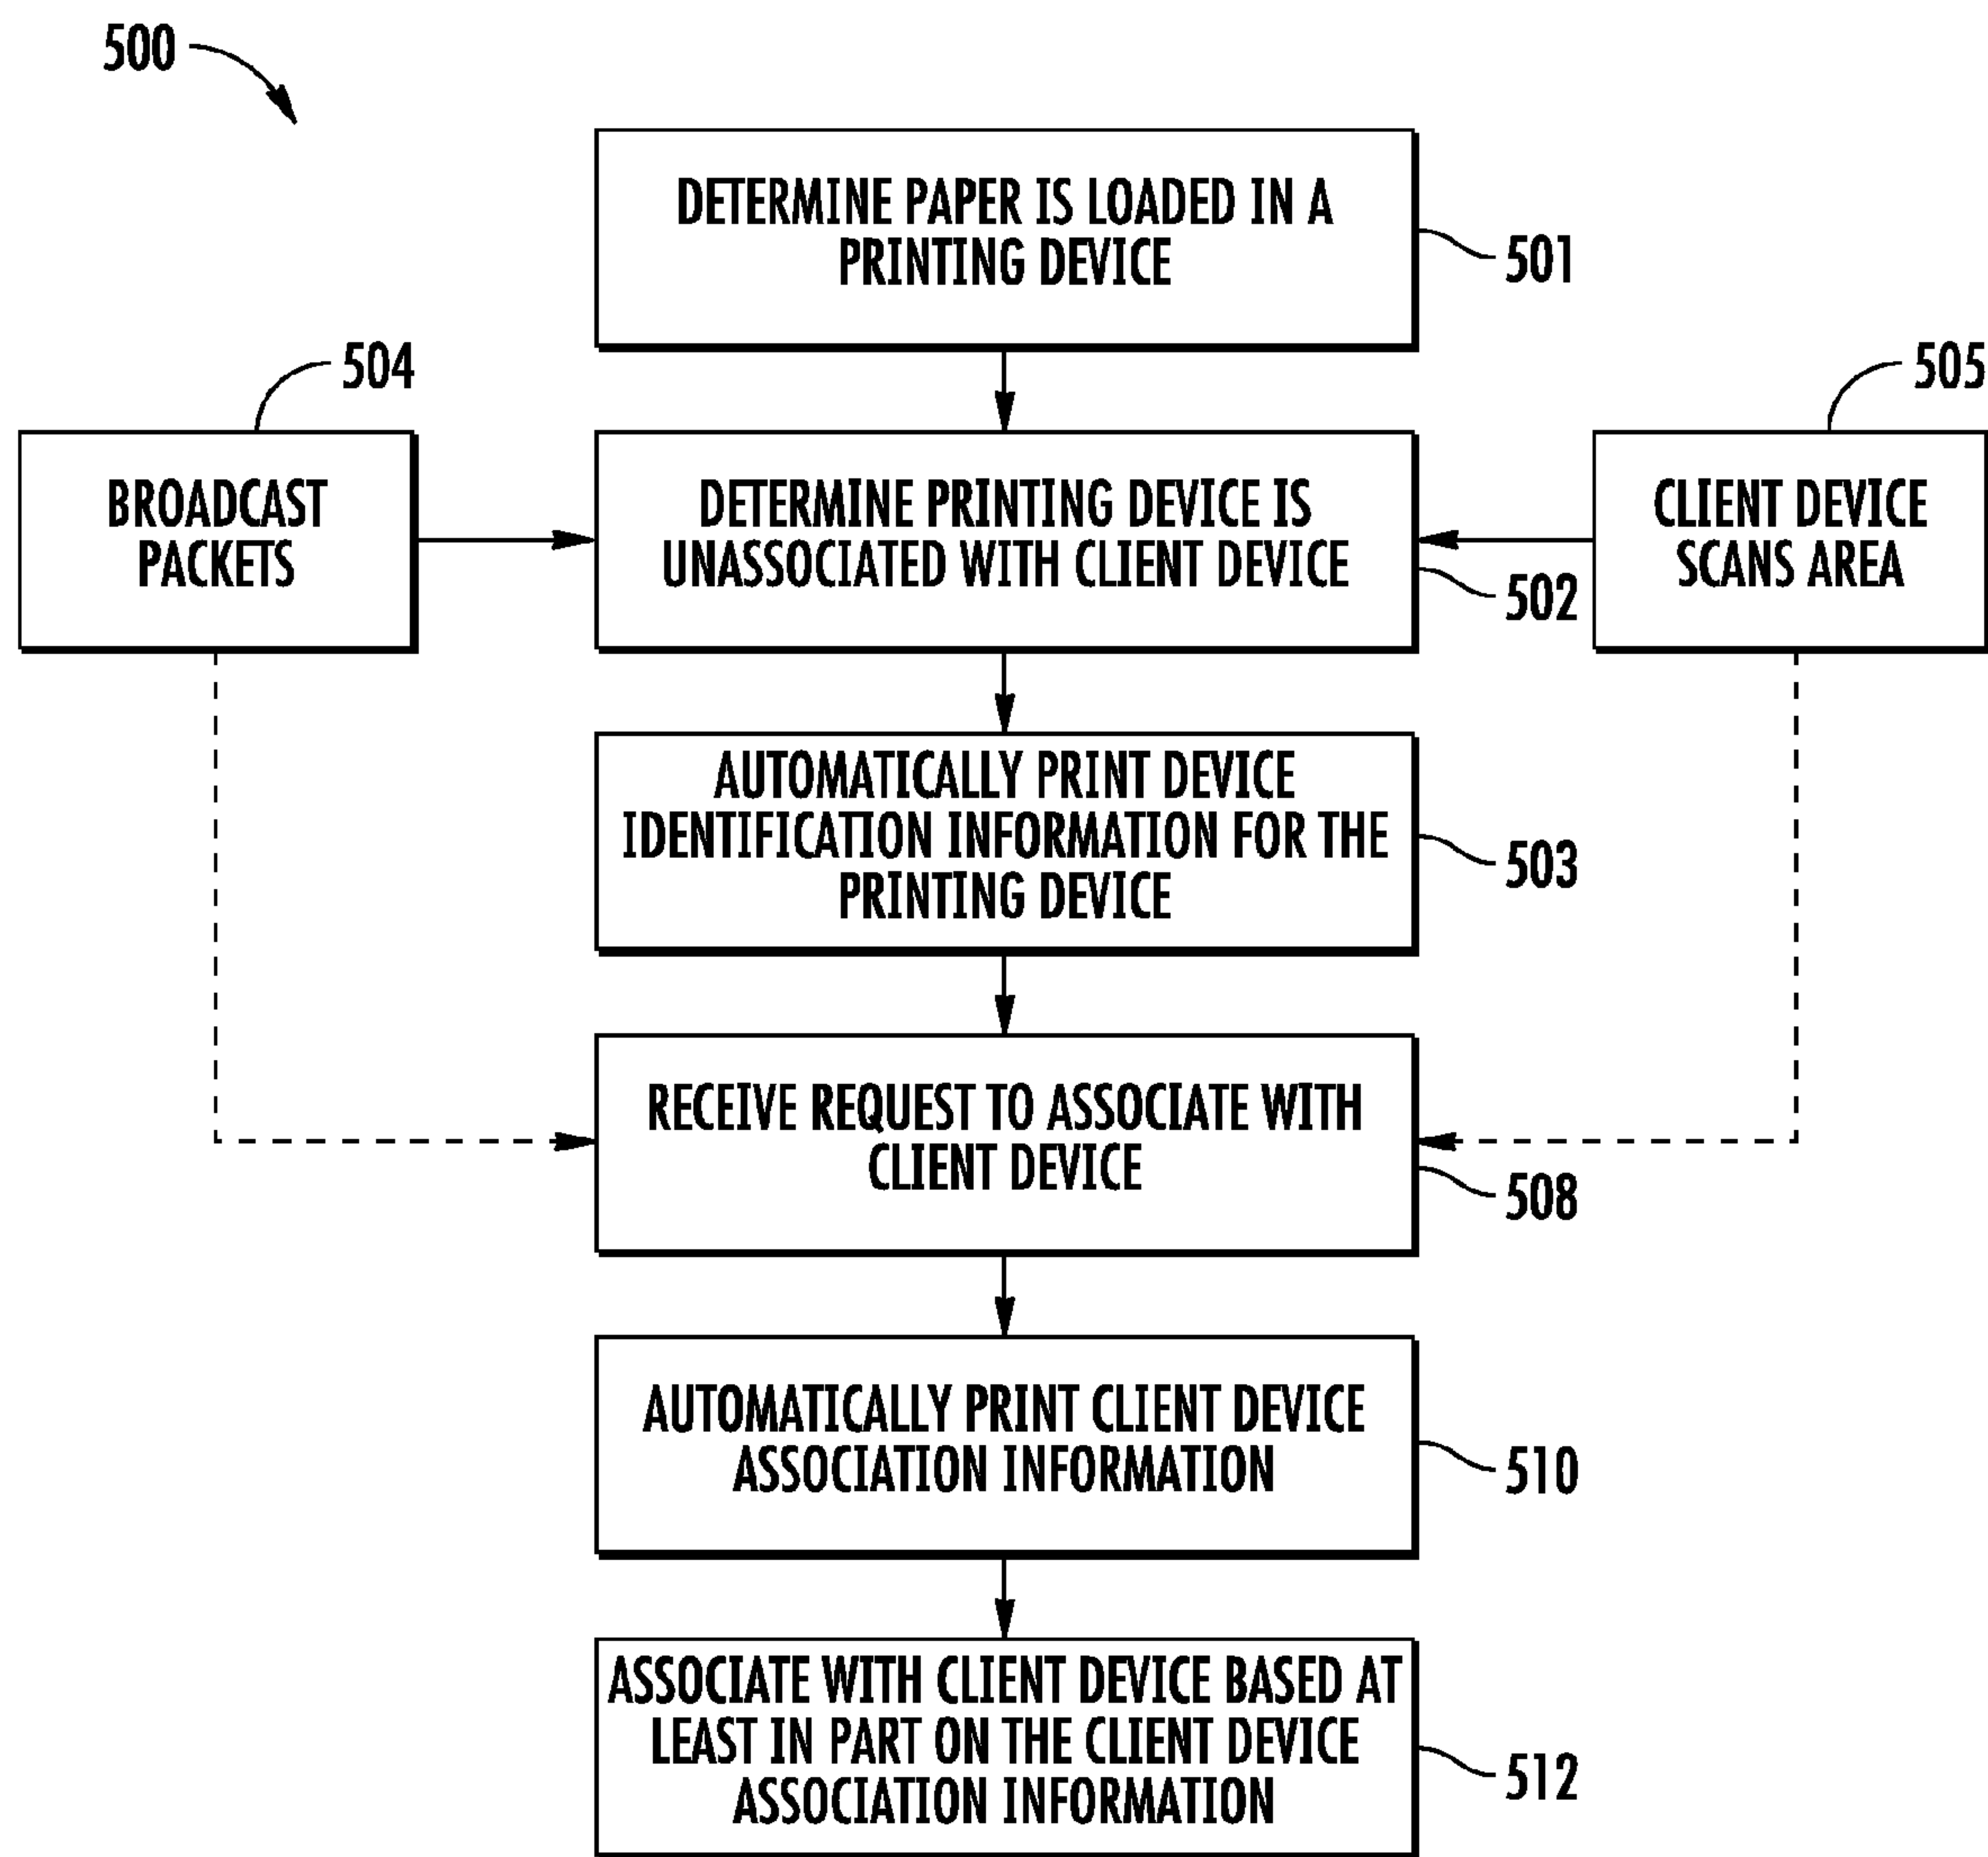 500
DETERMINE PAPER IS LOADED IN A
PRINTING DEVICE
501
504
505
BROADCAST
PACKETS
DETERMINE PRINTING DEVICE IS
UNASSOCIATED WITH CLIENT DEVICE
502
CLIENT DEVICE
SCANS AREA
AUTOMATICALLY PRINT DEVICE
IDENTIFICATION INFORMATION FOR THE
PRINTING DEVICE
503
RECEIVE REQUEST TO ASSOCIATE WITH
CLIENT DEVICE
508
AUTOMATICALLY PRINT CLIENT DEVICE
ASSOCIATION INFORMATION
510
ASSOCIATE WITH CLIENT DEVICE BASED AT
LEAST IN PART ON THE CLIENT DEVICE
ASSOCIATION INFORMATION
512